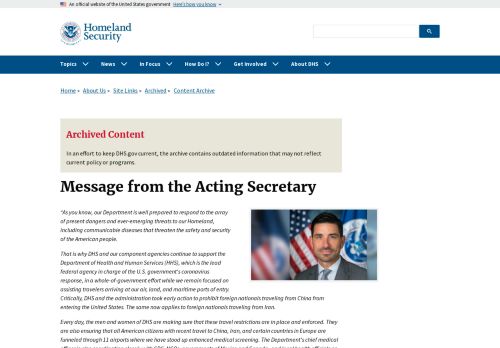 An official website of the United States government Here's how you know
Homeland
Security
Topics News In Focus How Do I? Get Involved About DHS
Home » About Us » Site Links » Archived » Content Archive
Archived Content
In an effort to keep DHS.gov current, the archive contains outdated information that may not reflect
current policy or programs.
Message from the Acting Secretary
"As you know, our Department is well prepared to respond to the array
of present dangers and ever-emerging threats to our Homeland,
including communicable diseases that threaten the safety and security
of the American people.
That is why DHS and our component agencies continue to support the
Department of Health and Human Services (HHS), which is the lead
federal agency in charge of the U.S. government's coronavirus
response, in a whole-of-government effort while we remain focused on
assisting travelers arriving at our air, land, and maritime ports of entry.
Critically, DHS and the administration took early action to prohibit foreign nationals traveling from China from
entering the United States. The same now applies to foreign nationals from Iran.
Every day, the men and women of DHS are making sure that these travel restrictions are in place and enforced. They
are also ensuring that all American citizens with recent travel to China, Iran, and certain countries in Europe are
funneled through 11 airports where we have stood up enhanced medical screening. The Department's chief medical